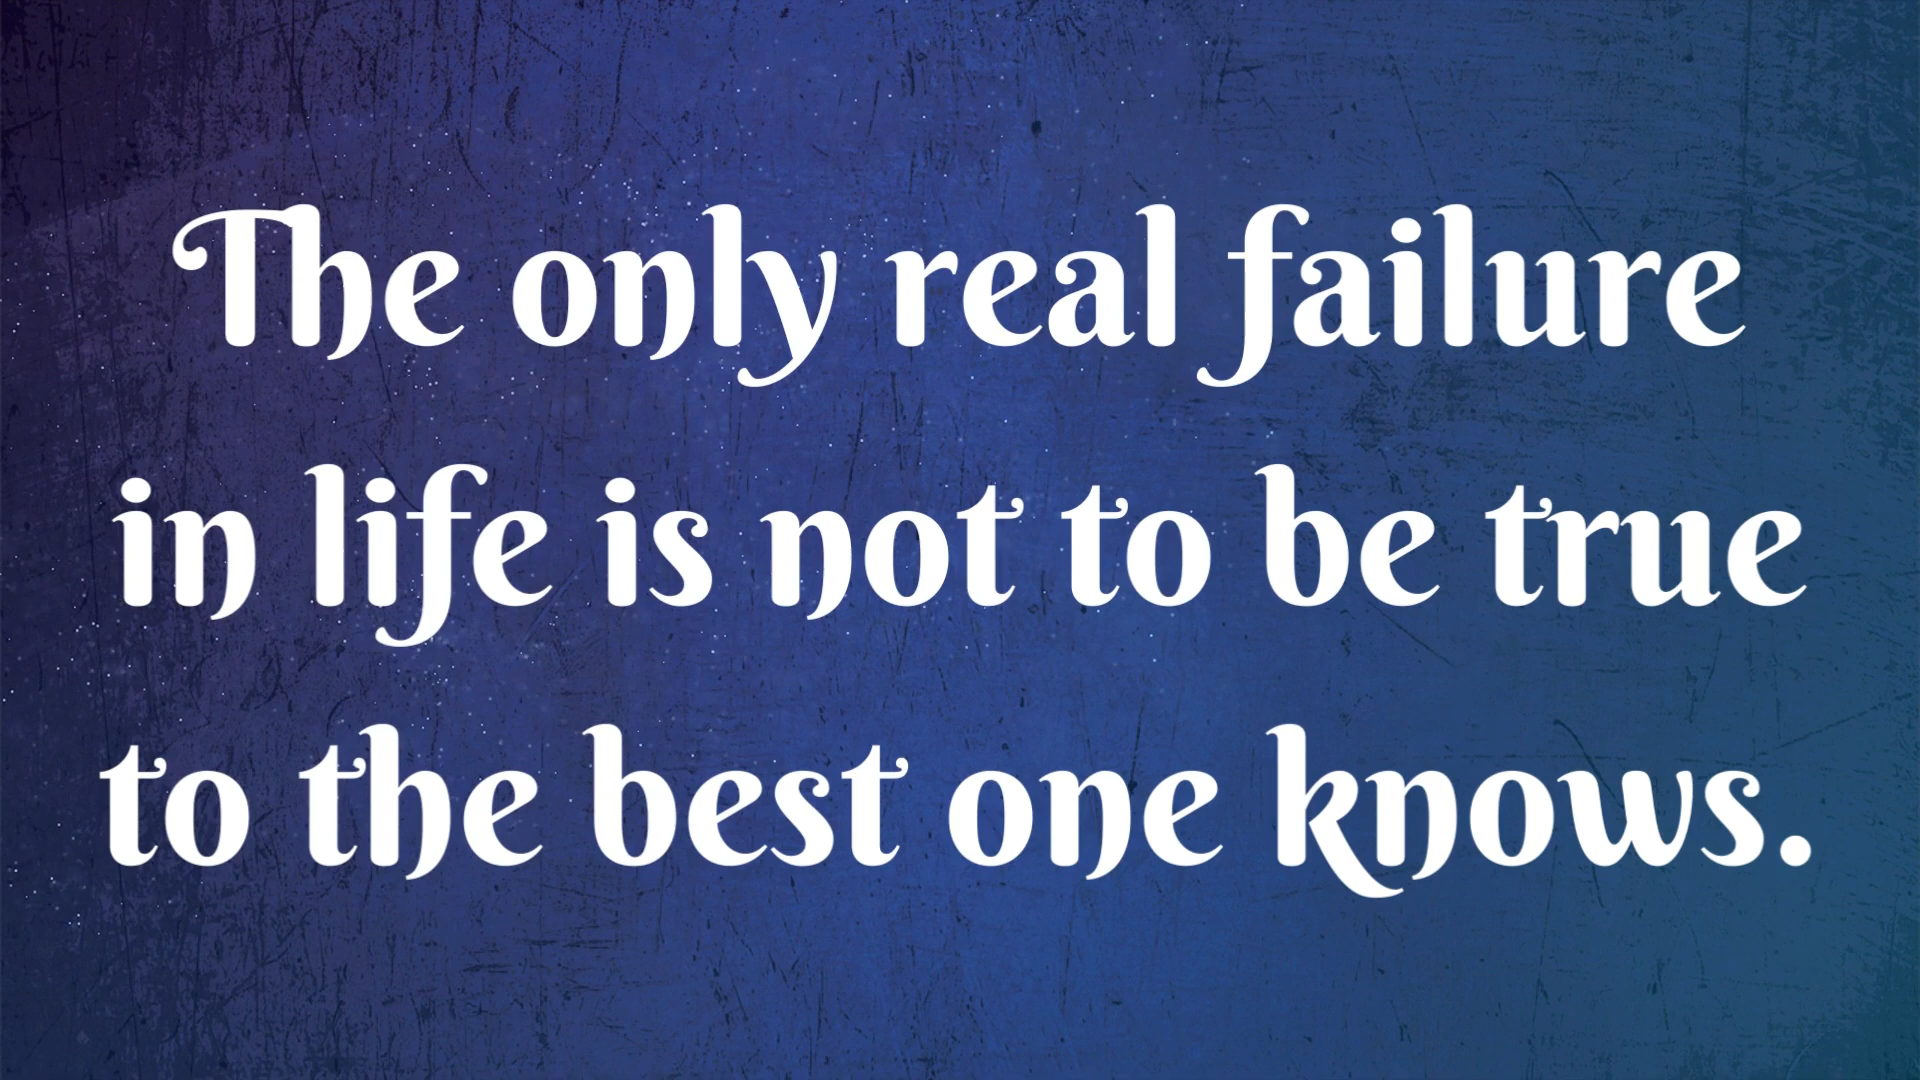 The only real failure
in life is not to be true
to the best one knows.